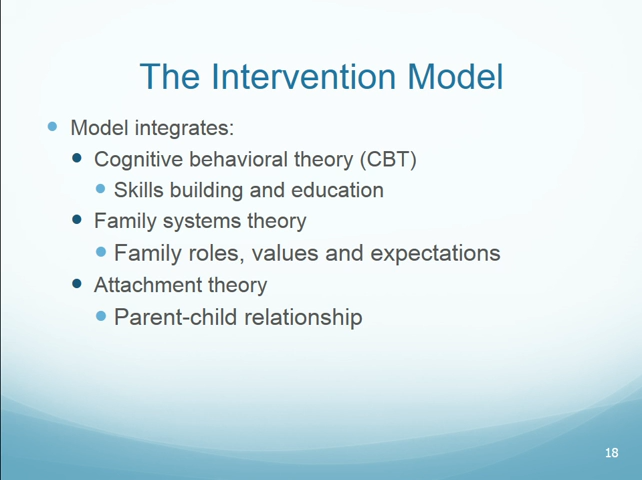 The Intervention Model
Model integrates:
Cognitive behavioral theory (CBT)
Skills building and education
Family systems theory
Family roles, values and expectations
Attachment theory
Parent-child relationship
18